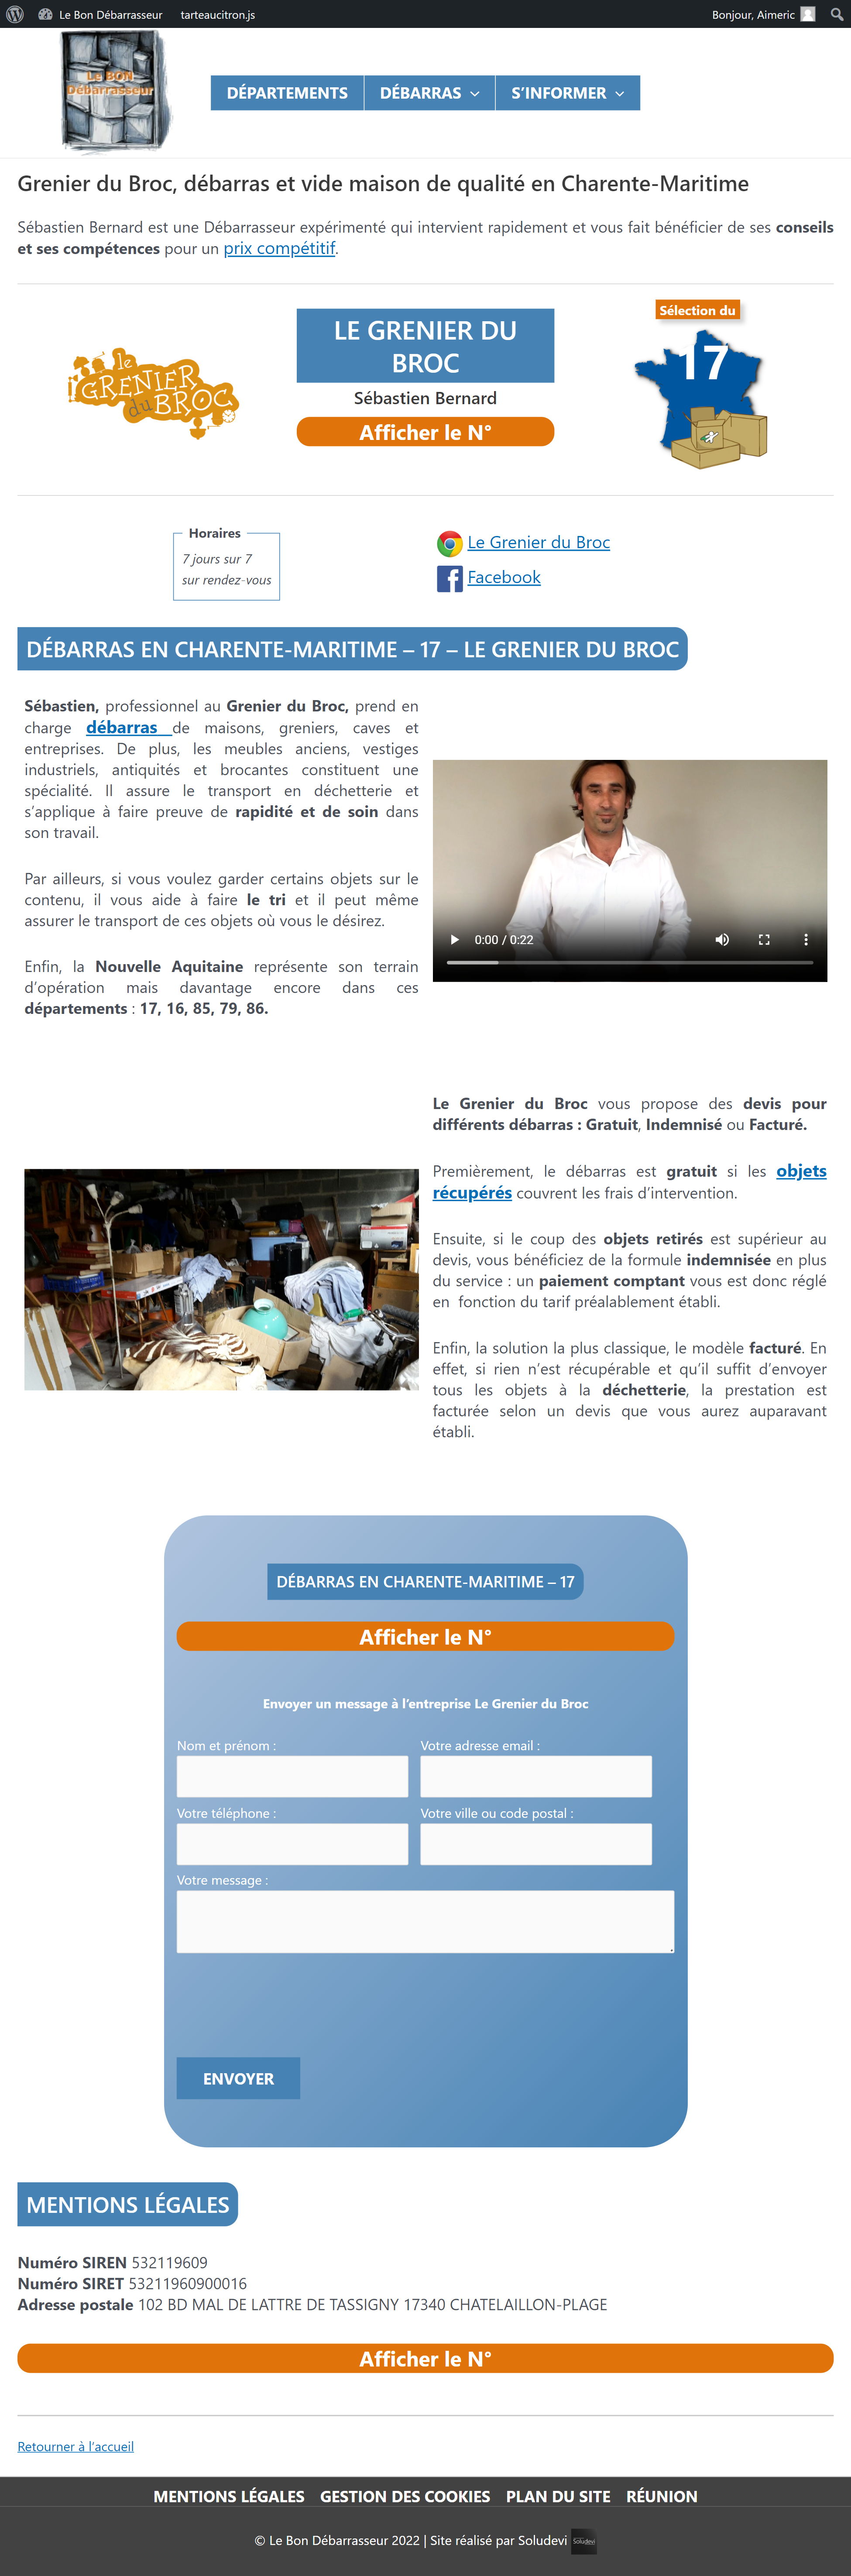 Le Bon Débarrasseur tarteaucitron.js Bonjour, Aimeric
Le BON
Débarrasseur
DÉPARTEMENTS DÉBARRAS S’INFORMER
Grenier du Broc, débarras et vide maison de qualité en Charente-Maritime
Sébastien Bernard est une Débarrasseur expérimenté qui intervient rapidement et vous fait bénéficier de ses conseils
et ses compétences pour un prix compétitif.
le
GRENIER
du BROC
LE GRENIER DU
BROC
Sébastien Bernard
Afficher le N°
Sélection du
17
Horaires
7 jours sur 7
sur rendez-vous
Le Grenier du Broc
Facebook
DÉBARRAS EN CHARENTE-MARITIME – 17 – LE GRENIER DU BROC
Sébastien, professionnel au Grenier du Broc, prend en
charge débarras de maisons, greniers, caves et
entreprises. De plus, les meubles anciens, vestiges
industriels, antiquités et brocantes constituent une
spécialité. Il assure le transport en déchetterie et
s’applique à faire preuve de rapidité et de soin dans
son travail.
Par ailleurs, si vous voulez garder certains objets sur le
contenu, il vous aide à faire le tri et il peut même
assurer le transport de ces objets où vous le désirez.
Enfin, la Nouvelle Aquitaine représente son terrain
d’opération mais davantage encore dans ces
départements : 17, 16, 85, 79, 86.
0:00 / 0:22
Le Grenier du Broc vous propose des devis pour
différents débarras : Gratuit, Indemnisé ou Facturé.
Premièrement, le débarras est gratuit si les objets
récupérés couvrent les frais d’intervention.
Ensuite, si le coup des objets retirés est supérieur au
devis, vous bénéficiez de la formule indemnisée en plus
du service : un paiement comptant vous est donc réglé
en fonction du tarif préalablement établi.
Enfin, la solution la plus classique, le modèle facturé. En
effet, si rien n’est récupérable et qu’il suffit d’envoyer
tous les objets à la déchetterie, la prestation est
facturée selon un devis que vous aurez auparavant
établi.
DÉBARRAS EN CHARENTE-MARITIME – 17
Afficher le N°
Envoyer un message à l’entreprise Le Grenier du Broc
Nom et prénom : Votre adresse email :
Votre téléphone : Votre ville ou code postal :
Votre message :
ENVOYER
MENTIONS LÉGALES
Numéro SIREN 532119609
Numéro SIRET 53211960900016
Adresse postale 102 BD MAL DE LATTRE DE TASSIGNY 17340 CHATELAILLON-PLAGE
Afficher le N°
Retourner à l’accueil
MENTIONS LÉGALES GESTION DES COOKIES PLAN DU SITE RÉUNION
© Le Bon Débarrasseur 2022 | Site réalisé par Soludevi Soludevi